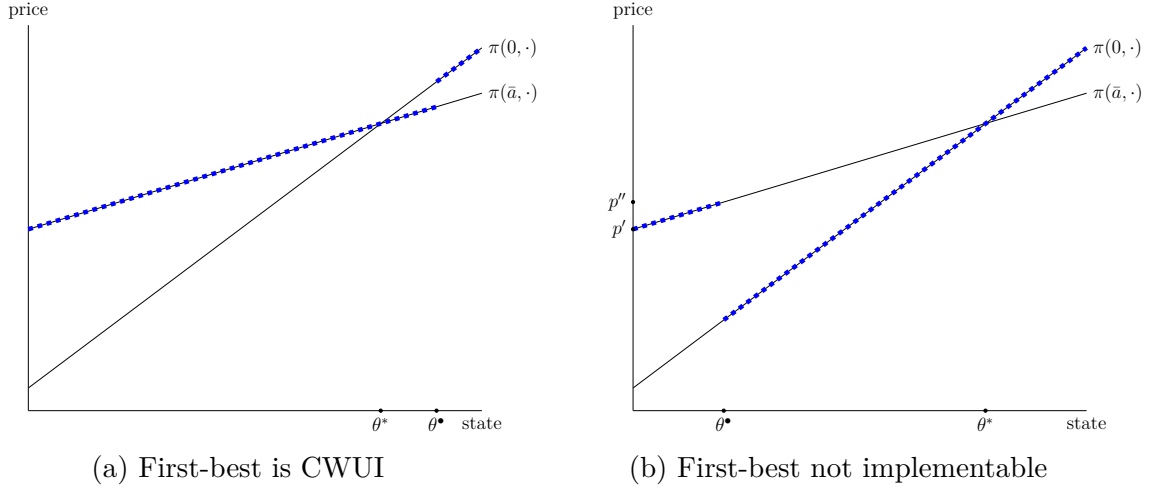 price
π(0, ·)
π(ā, ·)
θ* θ• state
(a) First-best is CWUI
price
π(0, ·)
π(ā, ·)
p′′
p′
θ• θ* state
(b) First-best not implementable